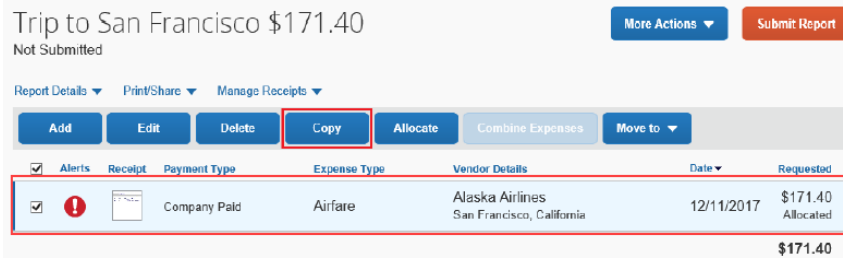 Trip to San Francisco $171.40
Not Submitted
More Actions
Submit Report
Report Details Print/Share Manage Receipts
Add Edit Delete Copy Allocate Combine Expenses Move to
Alerts Receipt Payment Type Expense Type Vendor Details Date Requested
Company Paid Airfare Alaska Airlines 12/11/2017 $171.40
San Francisco, California Allocated
$171.40